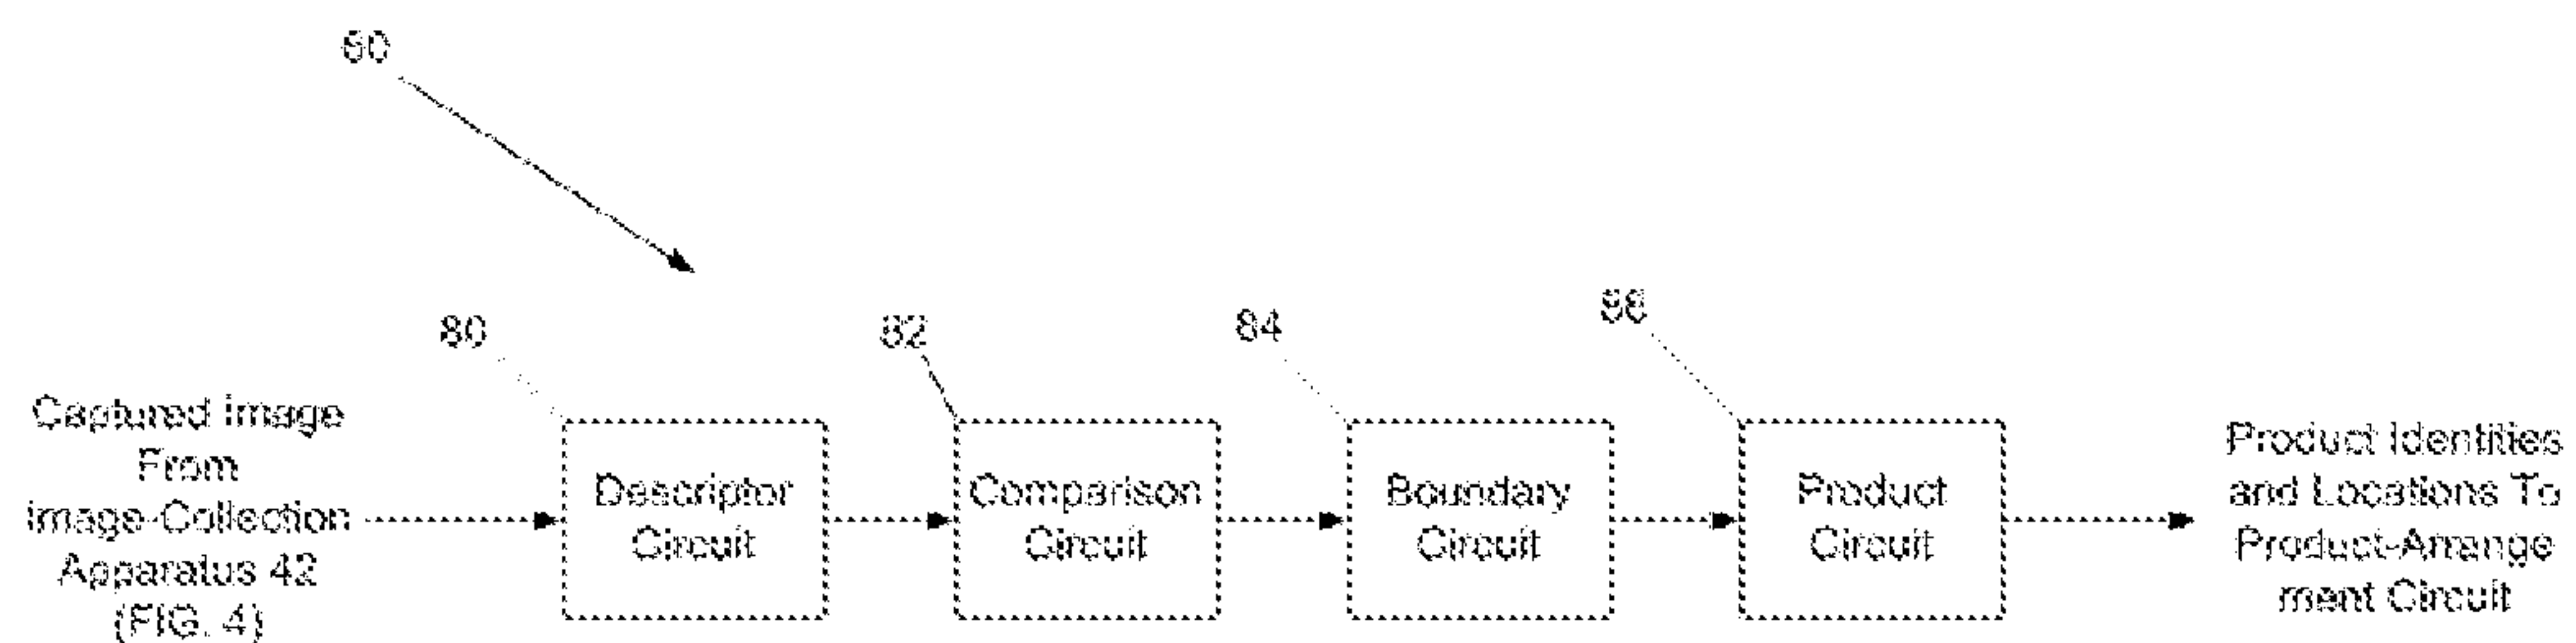 60
80
82
84
Captured Image
From
Image-Collection
Apparatus 42
(FIG. 4)
Descriptor
Circuit
Comparison
Circuit
Boundary
Circuit
Product
Circuit
Product Identities
and Locations To
Product-Arrange
ment Circuit